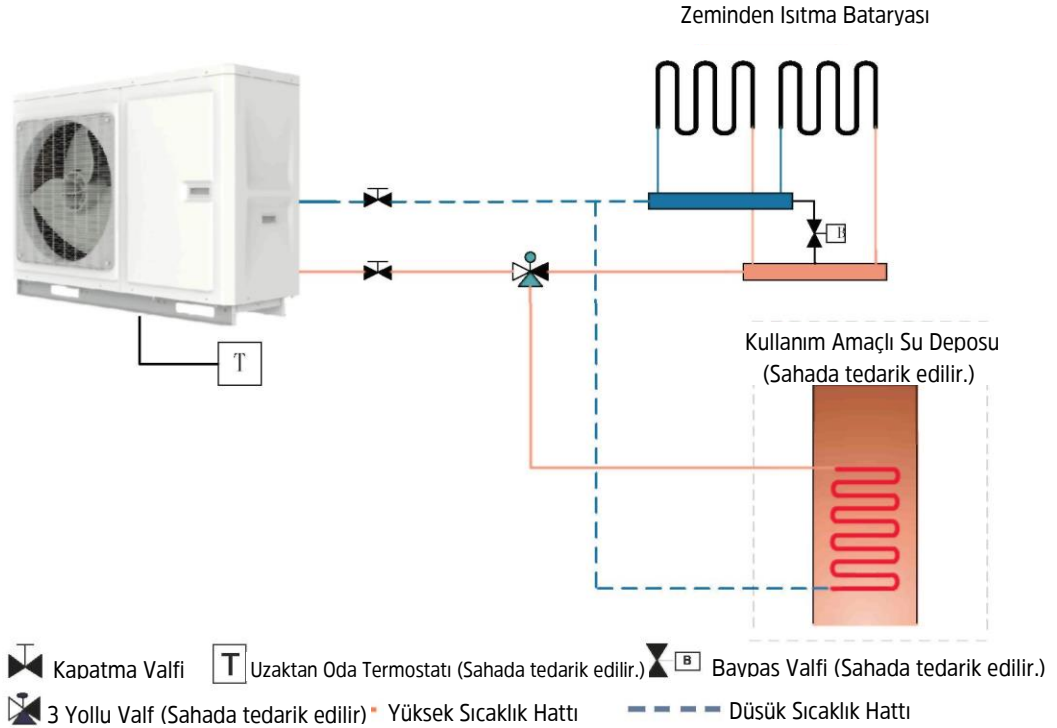 Zeminden Isıtma Bataryası
B
T
Kullanım Amaçlı Su Deposu
(Sahada tedarik edilir.)
Kapatma Valfi
T Uzaktan Oda Termostatı (Sahada tedarik edilir.)
B Baypas Valfi (Sahada tedarik edilir.)
3 Yollu Valf (Sahada tedarik edilir)
Yüksek Sıcaklık Hattı
Düsük Sıcaklık Hattı